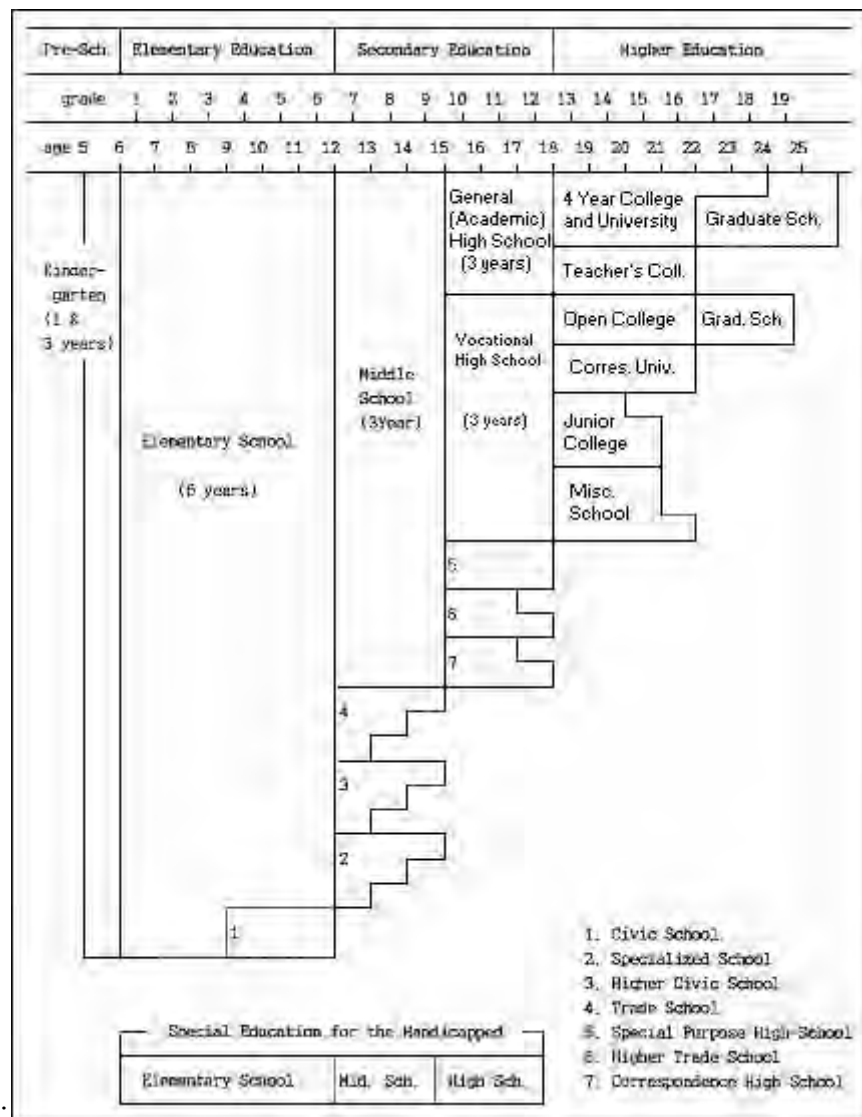 Pre-Sch. Elementary Education Secondary Education Higher Education
grade 1 2 3 4 5 6 7 8 9 10 11 12 13 14 15 16 17 18 19
age 5 6 7 8 9 10 11 12 13 14 15 16 17 18 19 20 21 22 23 24 25
Kinder-
garten
(1 &
3 years)
Elementary School
(6 years)
Middle
School
(3Year)
General
(Academic)
High School
(3 years)
Vocational
High School
(3 years)
4 Year College
and University
Graduate Sch.
Teacher's Coll.
Open College
Grad. Sch.
Corres. Univ.
Junior
College
Misc.
School
5
6
7
4
3
2
1
1. Civic School
2. Specialized School
3. Higher Civic School
4. Trade School
5. Special Purpose High School
6. Higher Trade School
7. Correspondence High School
Special Education for the Handicapped
Elementary School Mid. Sch. High Sch.
.